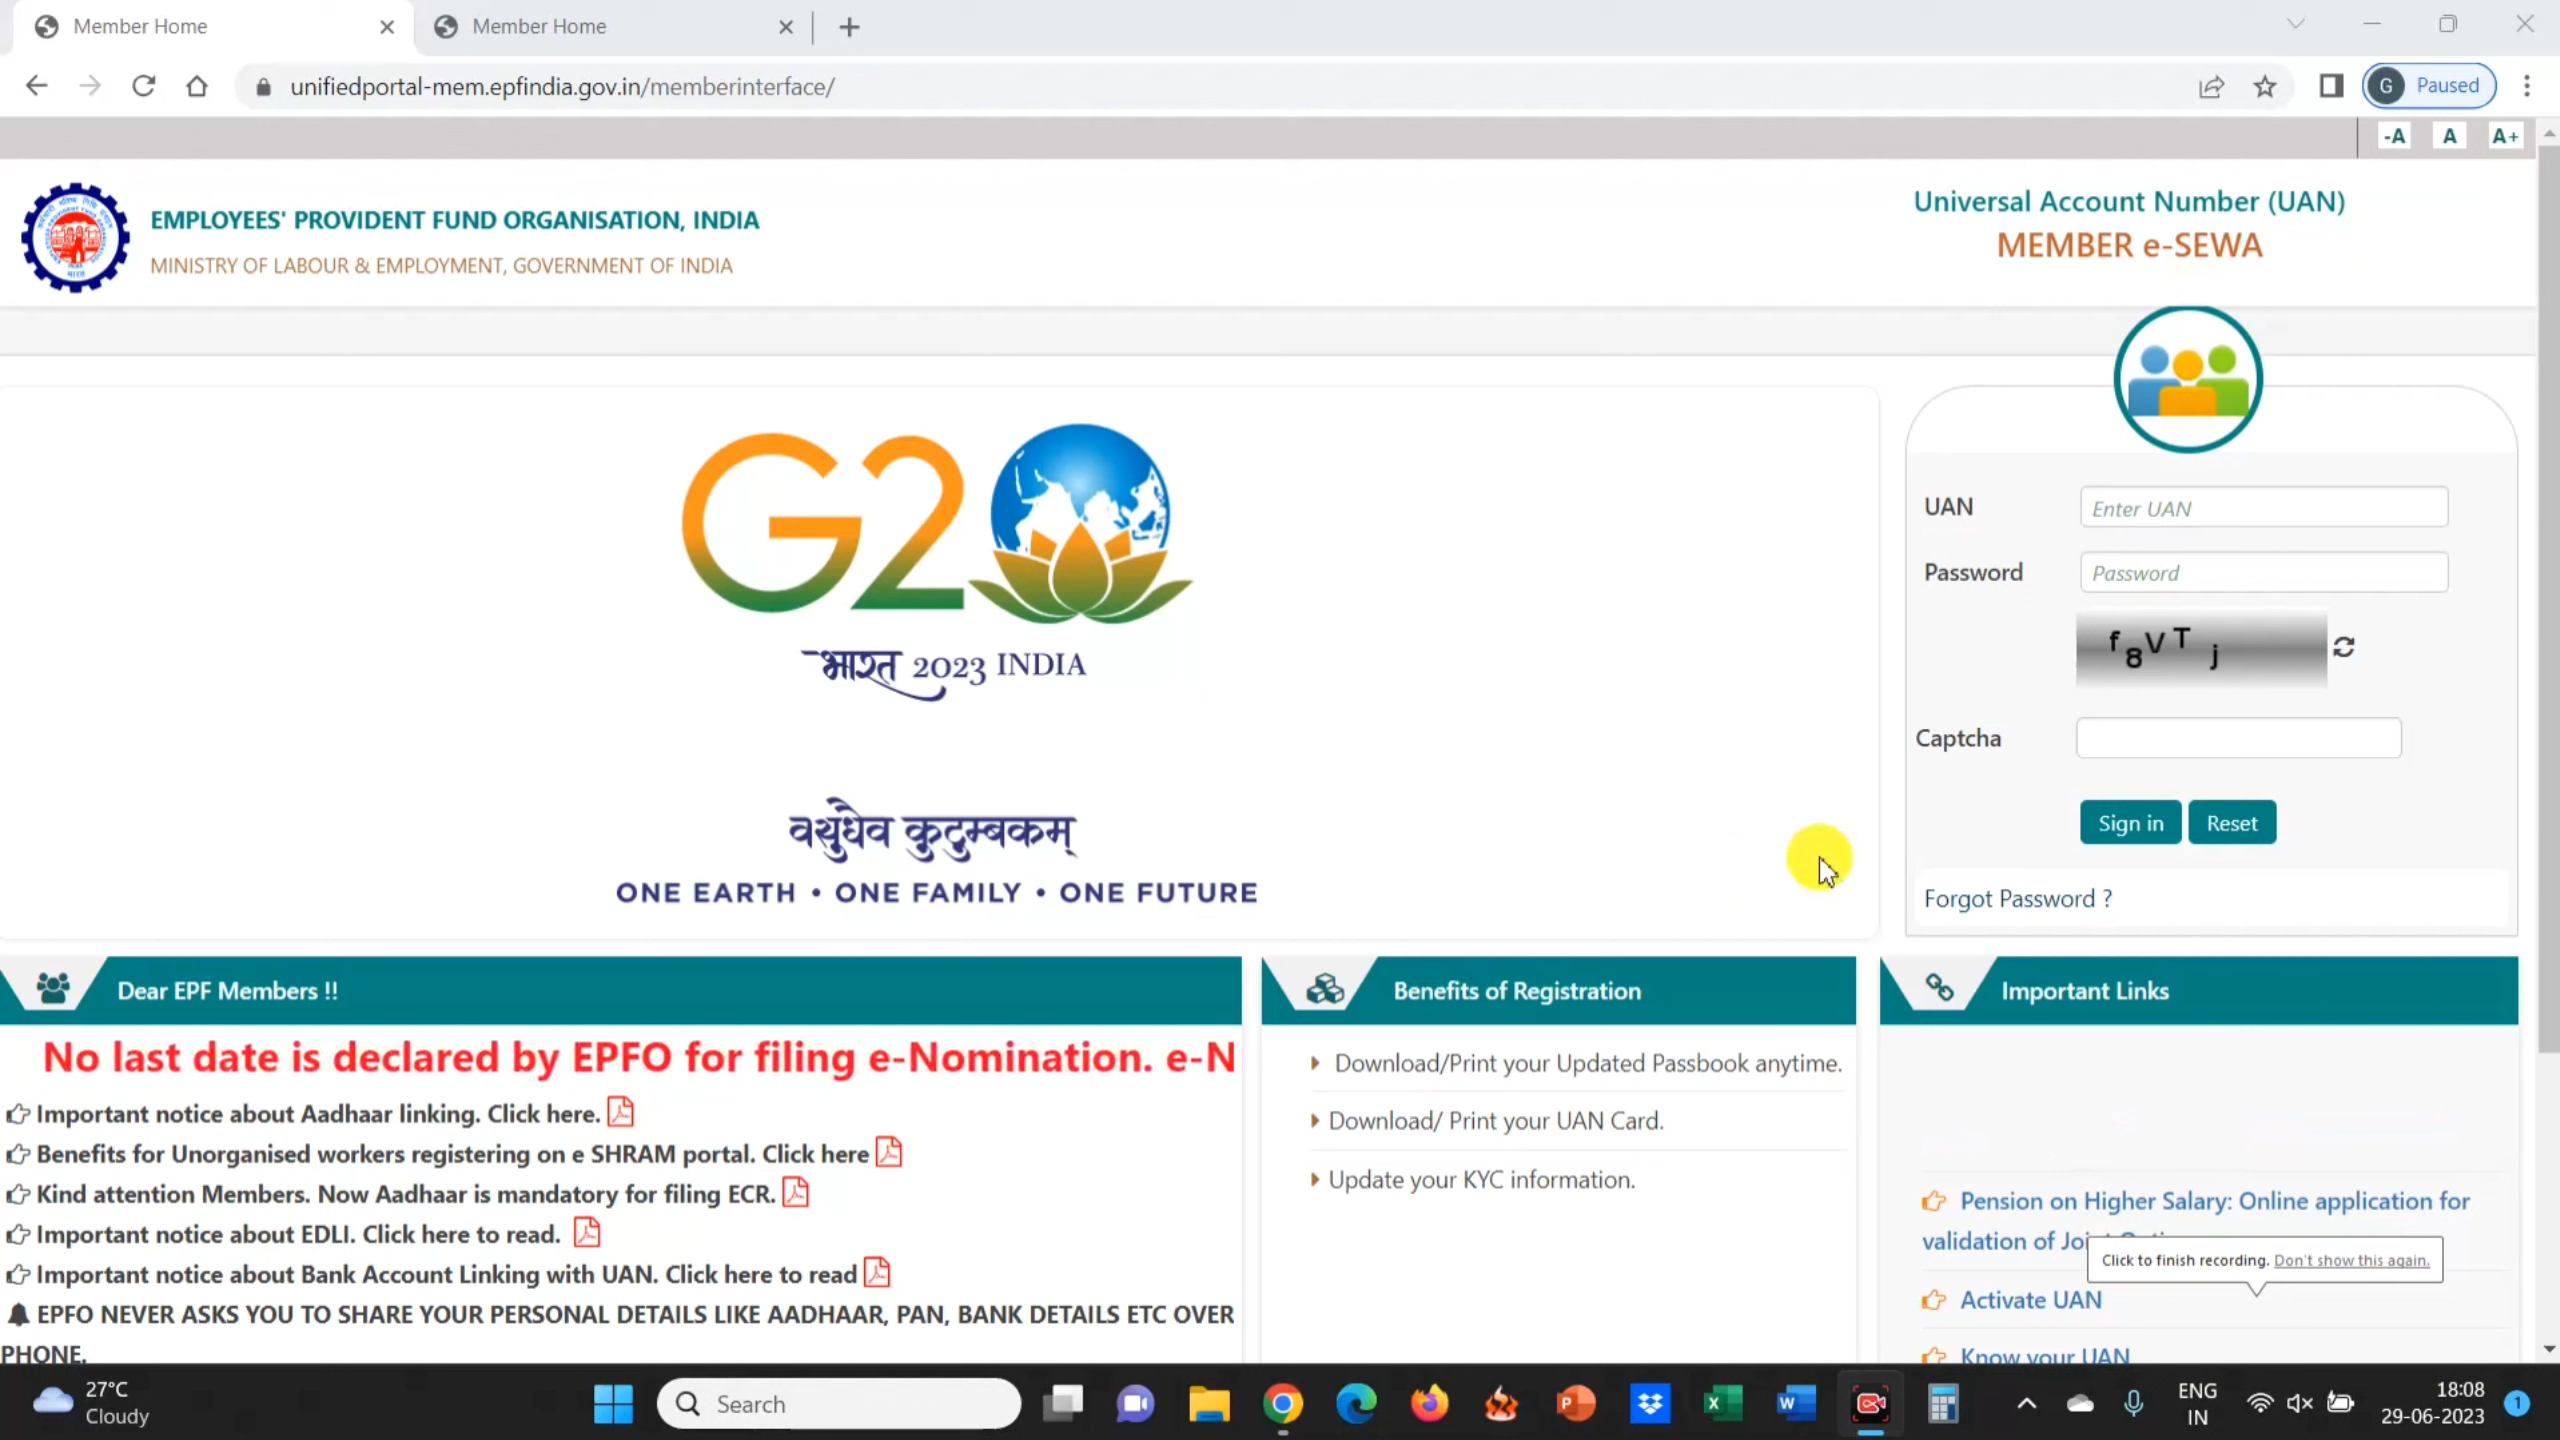 Member Home
Member Home
unifiedportal-mem.epfindia.gov.in/memberinterface/
G Paused
-A A A+
EMPLOYEES' PROVIDENT FUND ORGANISATION, INDIA
MINISTRY OF LABOUR & EMPLOYMENT, GOVERNMENT OF INDIA
Universal Account Number (UAN)
MEMBER e-SEWA
G20
भारत 2023 INDIA
वसुधैव कुटुम्बकम्
ONE EARTH • ONE FAMILY • ONE FUTURE
UAN
Enter UAN
Password
Password
f8VTj
Captcha
Sign in
Reset
Forgot Password ?
Dear EPF Members !!
No last date is declared by EPFO for filing e-Nomination. e-N
Important notice about Aadhaar linking. Click here.
Benefits for Unorganised workers registering on e SHRAM portal. Click here
Kind attention Members. Now Aadhaar is mandatory for filing ECR.
Important notice about EDLI. Click here to read.
Important notice about Bank Account Linking with UAN. Click here to read
EPFO NEVER ASKS YOU TO SHARE YOUR PERSONAL DETAILS LIKE AADHAAR, PAN, BANK DETAILS ETC OVER
PHONE.
Benefits of Registration
Download/Print your Updated Passbook anytime.
Download/ Print your UAN Card.
Update your KYC information.
Important Links
Pension on Higher Salary: Online application for
validation of
Click to finish recording. Don't show this again.
Activate UAN
Know your UAN
27°C
Cloudy
Search
ENG
IN
18:08
29-06-2023
1